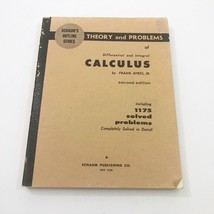 SCHAUM'S
OUTLINE
SERIES
THEORY and PROBLEMS
of
Differential and Integral
CALCULUS
by FRANK AYRES, JR.
second edition
including
1175
solved
problems
Completely Solved in Detail
SCHAUM PUBLISHING CO.
NEW YORK